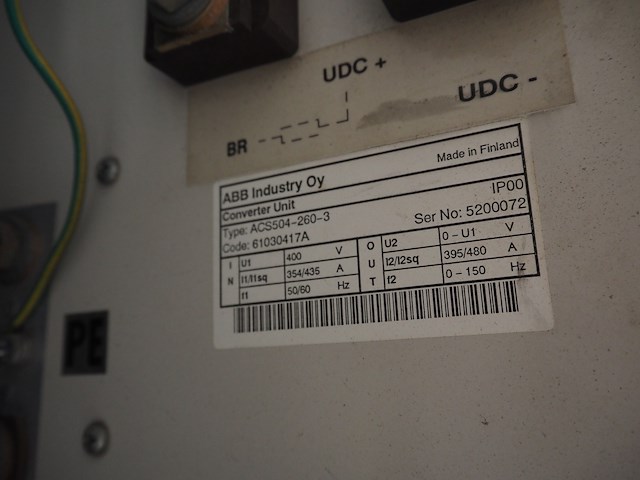 UDC +
UDC -
BR
ABB Industry Oy
Made in Finland
Converter Unit
IP00
Type: ACS504-260-3
Ser No: 5200072
Code: 61030417A
IN U1 400 V OUT U2 0 - U1 V
I1/I1sq 354/435 A I2/I2sq 395/480 A
f1 50/60 Hz f2 0 - 150 Hz
PE